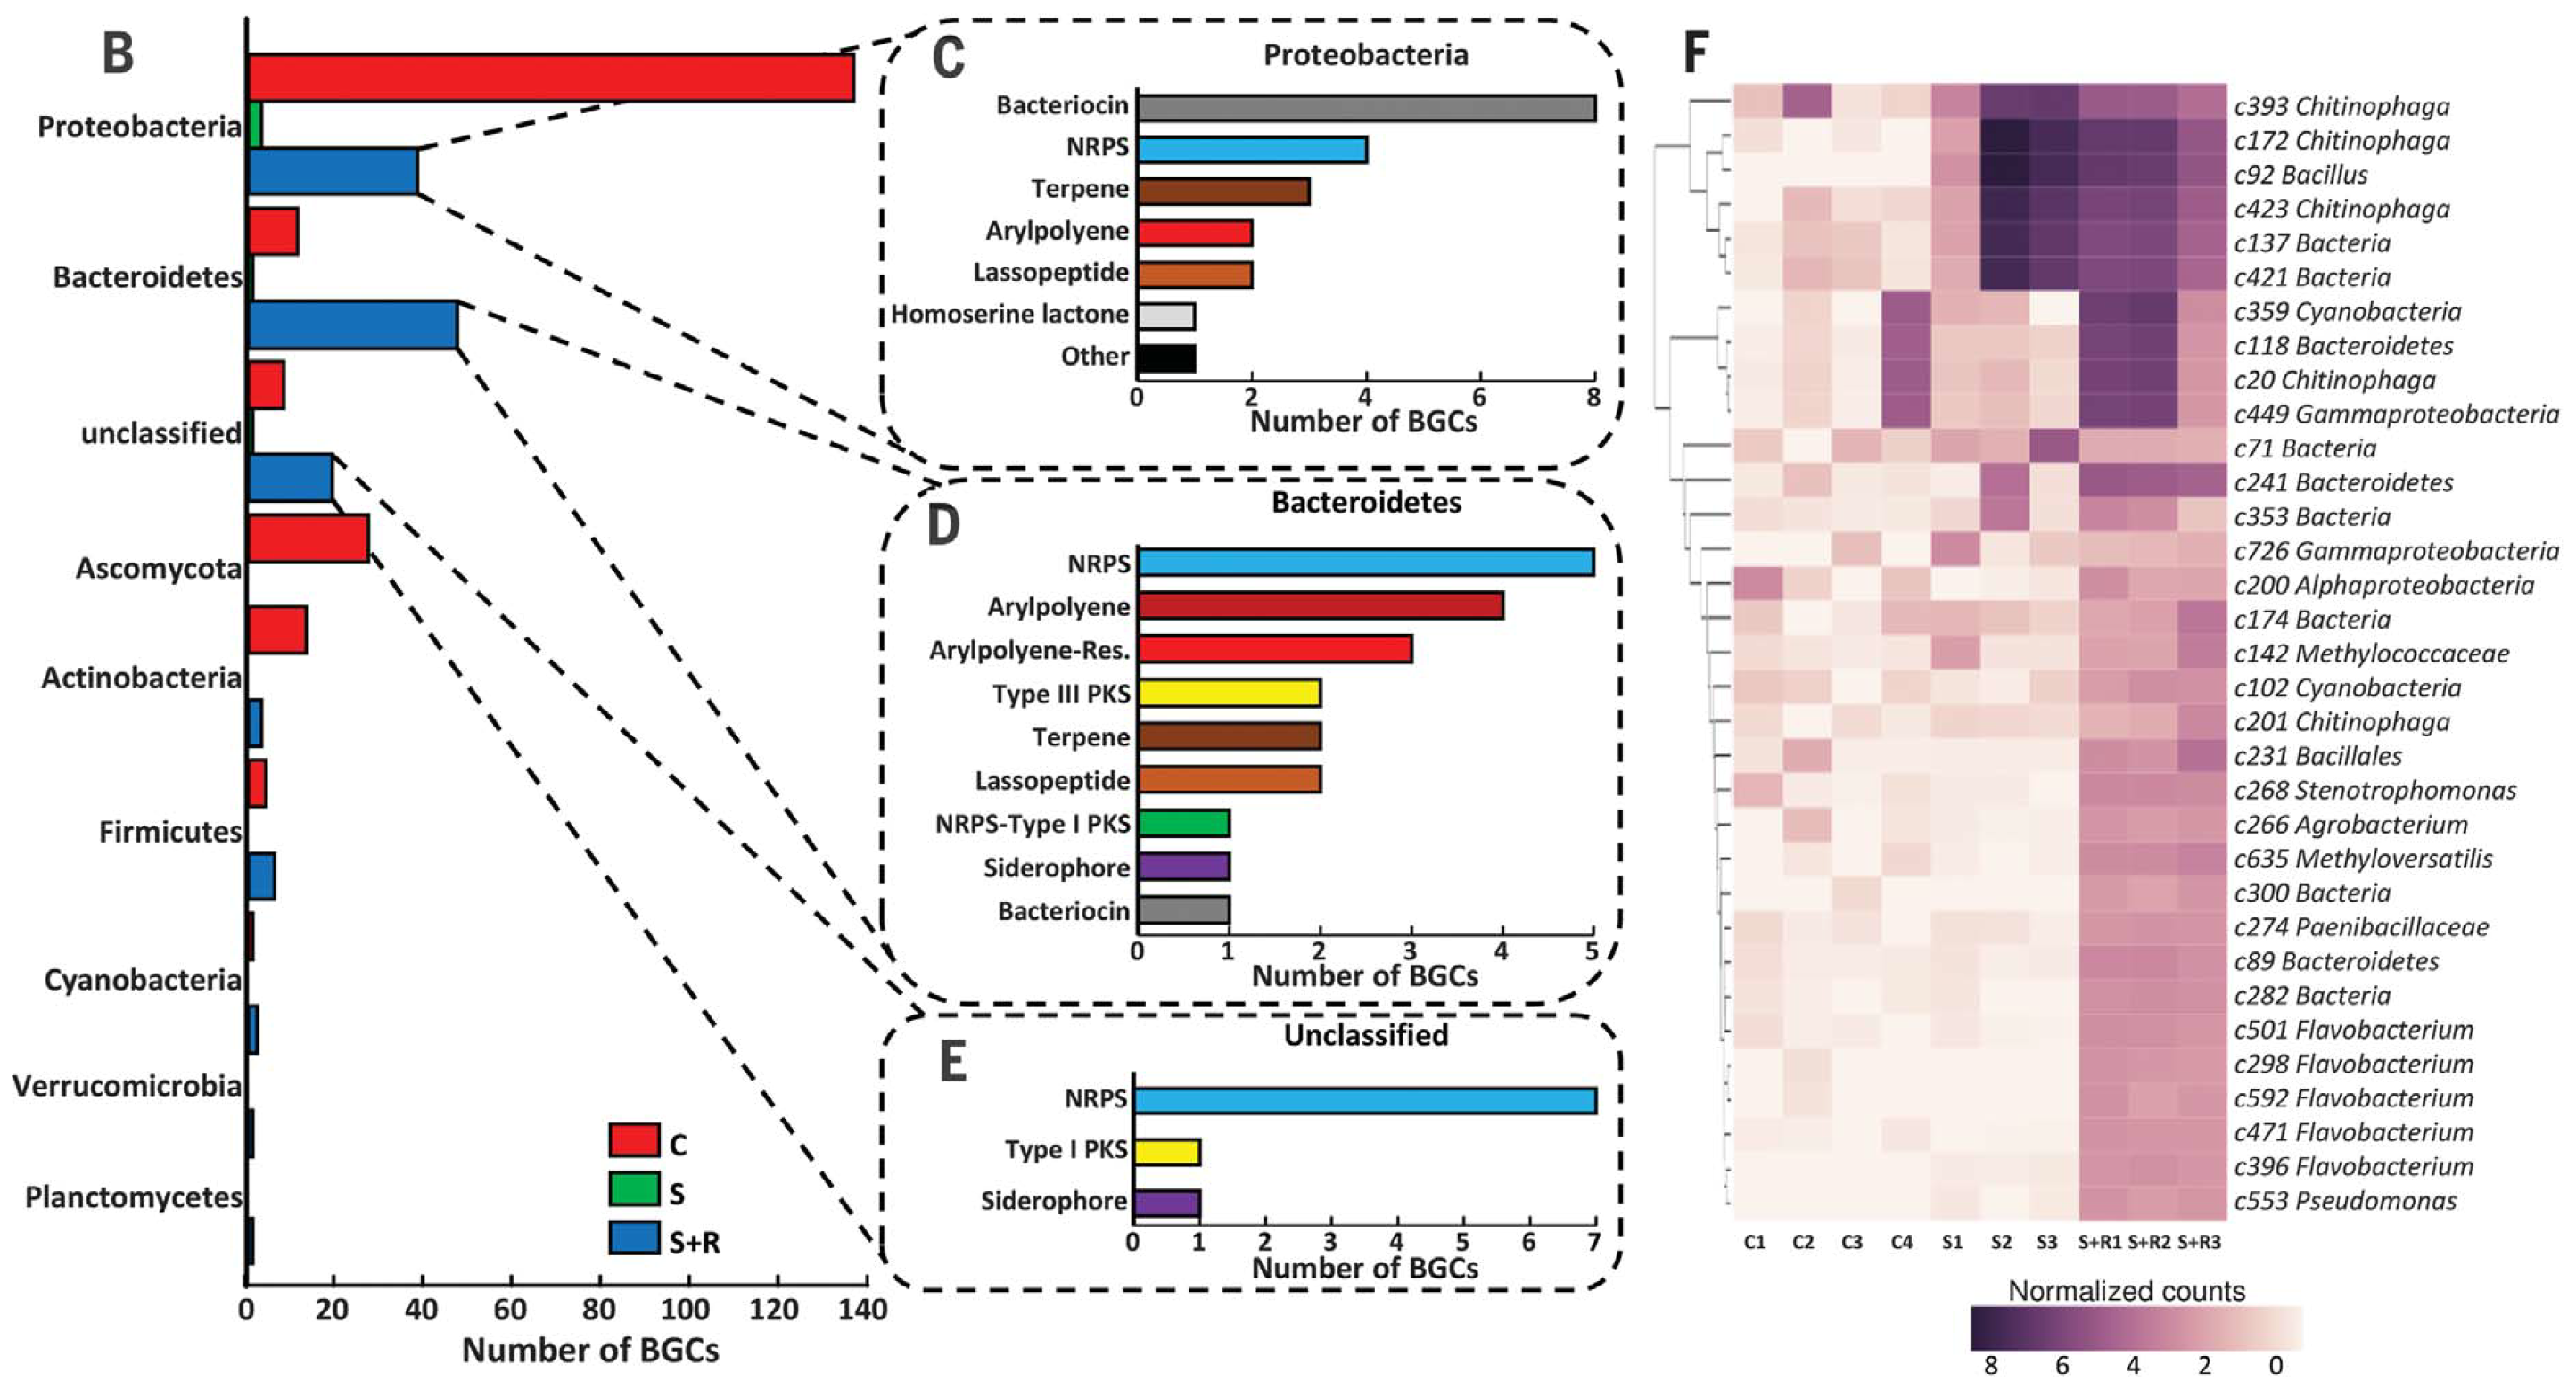 B
Proteobacteria
Bacteroidetes
unclassified
Ascomycota
Actinobacteria
Firmicutes
Cyanobacteria
Verrucomicrobia
Planctomycetes
C
S
S+R
0 20 40 60 80 100 120 140
Number of BGCs
C
Proteobacteria
Bacteriocin
NRPS
Terpene
Arylpolyene
Lassopeptide
Homoserine lactone
Other
0 2 4 6 8
Number of BGCs
D
Bacteroidetes
NRPS
Arylpolyene
Arylpolyene-Res.
Type III PKS
Terpene
Lassopeptide
NRPS-Type I PKS
Siderophore
Bacteriocin
0 1 2 3 4 5
Number of BGCs
E
Unclassified
NRPS
Type I PKS
Siderophore
0 1 2 3 4 5 6 7
Number of BGCs
F
c393 Chitinophaga
c172 Chitinophaga
c92 Bacillus
c423 Chitinophaga
c137 Bacteria
c421 Bacteria
c359 Cyanobacteria
c118 Bacteroidetes
c20 Chitinophaga
c449 Gammaproteobacteria
c71 Bacteria
c241 Bacteroidetes
c353 Bacteria
c726 Gammaproteobacteria
c200 Alphaproteobacteria
c174 Bacteria
c142 Methylococcaceae
c102 Cyanobacteria
c201 Chitinophaga
c231 Bacillales
c268 Stenotrophomonas
c266 Agrobacterium
c635 Methyloversatilis
c300 Bacteria
c274 Paenibacillaceae
c89 Bacteroidetes
c282 Bacteria
c501 Flavobacterium
c298 Flavobacterium
c592 Flavobacterium
c471 Flavobacterium
c396 Flavobacterium
c553 Pseudomonas
C1 C2 C3 C4 S1 S2 S3 S+R1 S+R2 S+R3
Normalized counts
8 6 4 2 0